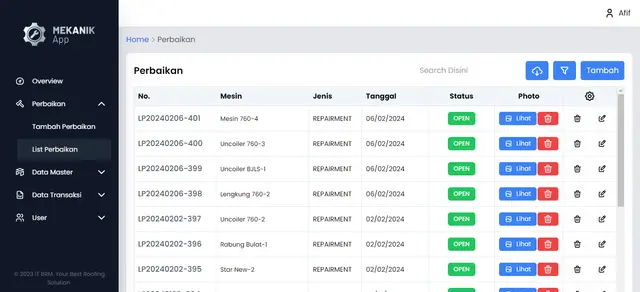 Afif
MEKANIK
App
Home > Perbaikan
Overview
Perbaikan
Tambah Perbaikan
List Perbaikan
Data Master
Data Transaksi
User
© 2023 IT BRM. Your Best Roofing
Solution
Perbaikan
Search Disini
Tambah
No. Mesin Jenis Tanggal Status Photo
LP20240206-401 Mesin 760-4 REPAIRMENT 06/02/2024 OPEN Lihat
LP20240206-400 Uncoiler 760-3 REPAIRMENT 06/02/2024 OPEN Lihat
LP20240206-399 Uncoiler BJLS-1 REPAIRMENT 06/02/2024 OPEN Lihat
LP20240206-398 Lengkung 760-2 REPAIRMENT 06/02/2024 OPEN Lihat
LP20240202-397 Uncoiler 760-2 REPAIRMENT 02/02/2024 OPEN Lihat
LP20240202-396 Rabung Bulat-1 REPAIRMENT 02/02/2024 OPEN Lihat
LP20240202-395 Star New-2 REPAIRMENT 02/02/2024 OPEN Lihat